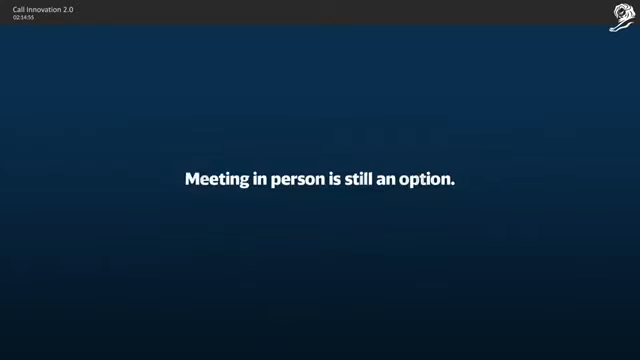 Call Innovation 2.0
02:14:55
Meeting in person is still an option.